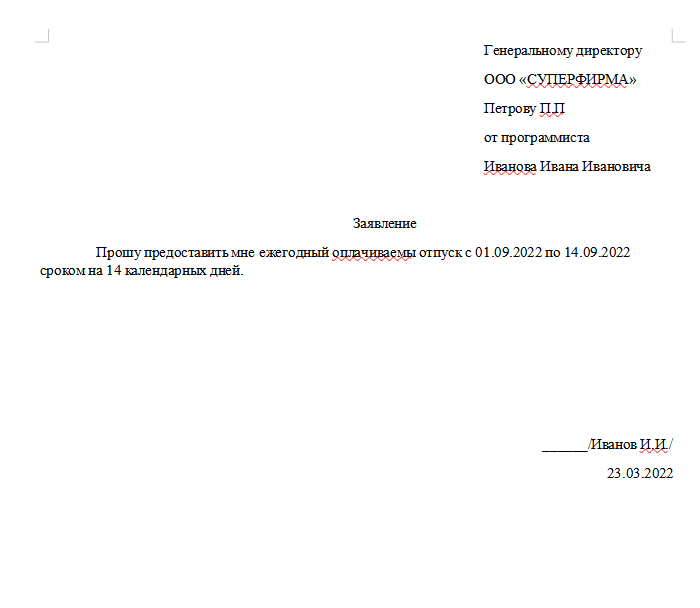 Генеральному директору
ООО «СУПЕРФИРМА»
Петрову П.П
от программиста
Иванова Ивана Ивановича
Заявление
Прошу предоставить мне ежегодный оплачиваемы отпуск с 01.09.2022 по 14.09.2022
сроком на 14 календарных дней.
______/Иванов И.И./
23.03.2022